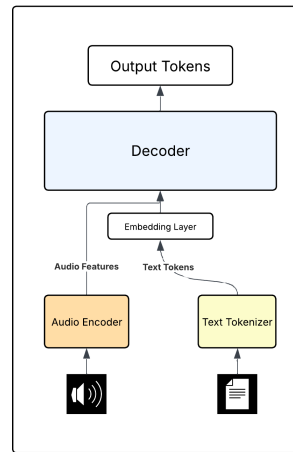 Output Tokens
Decoder
Embedding Layer
Audio Features
Text Tokens
Audio Encoder
Text Tokenizer